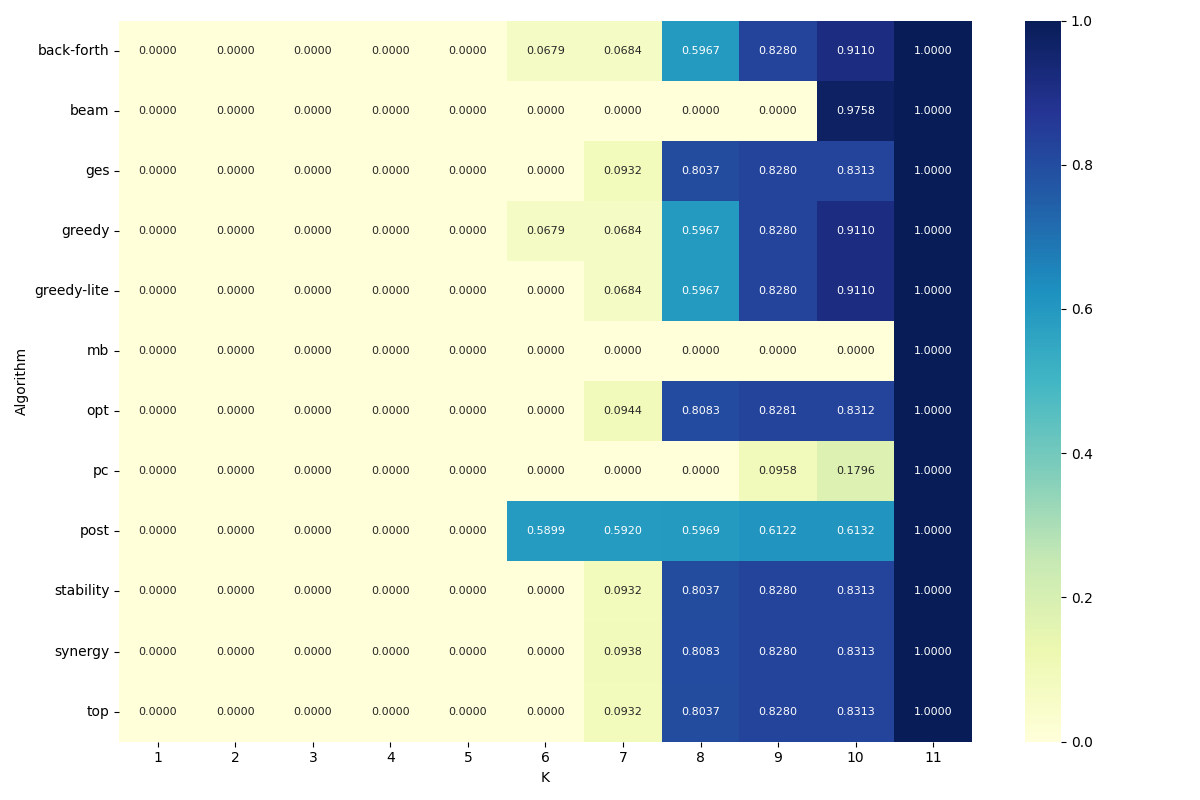 back-forth 0.0000 0.0000 0.0000 0.0000 0.0000 0.0679 0.0684 0.5967 0.8280 0.9110 1.0000
beam 0.0000 0.0000 0.0000 0.0000 0.0000 0.0000 0.0000 0.0000 0.0000 0.9758 1.0000
ges 0.0000 0.0000 0.0000 0.0000 0.0000 0.0000 0.0932 0.8037 0.8280 0.8313 1.0000
greedy 0.0000 0.0000 0.0000 0.0000 0.0000 0.0679 0.0684 0.5967 0.8280 0.9110 1.0000
greedy-lite 0.0000 0.0000 0.0000 0.0000 0.0000 0.0000 0.0684 0.5967 0.8280 0.9110 1.0000
mb 0.0000 0.0000 0.0000 0.0000 0.0000 0.0000 0.0000 0.0000 0.0000 0.0000 1.0000
opt 0.0000 0.0000 0.0000 0.0000 0.0000 0.0000 0.0944 0.8083 0.8281 0.8312 1.0000
pc 0.0000 0.0000 0.0000 0.0000 0.0000 0.0000 0.0000 0.0000 0.0958 0.1796 1.0000
post 0.0000 0.0000 0.0000 0.0000 0.0000 0.5899 0.5920 0.5969 0.6122 0.6132 1.0000
stability 0.0000 0.0000 0.0000 0.0000 0.0000 0.0000 0.0932 0.8037 0.8280 0.8313 1.0000
synergy 0.0000 0.0000 0.0000 0.0000 0.0000 0.0000 0.0938 0.8083 0.8280 0.8313 1.0000
top 0.0000 0.0000 0.0000 0.0000 0.0000 0.0000 0.0932 0.8037 0.8280 0.8313 1.0000
1 2 3 4 5 6 7 8 9 10 11
K
Algorithm
1.0
0.8
0.6
0.4
0.2
0.0